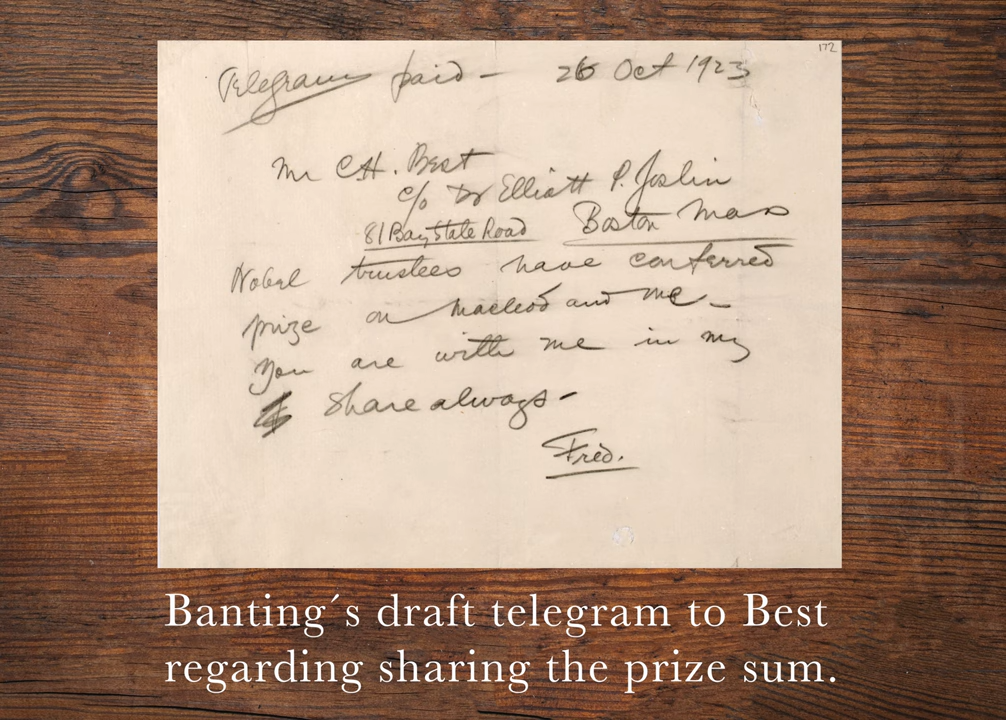 172
Telegram paid – 26 Oct 1923
Mr C.H. Best
c/o Dr Elliott P. Joslin
81 Bay State Road Boston Mass
Nobel trustees have conferred
prize on Macleod and me –
you are with me in my
share always –
Fred.
Banting´s draft telegram to Best
regarding sharing the prize sum.